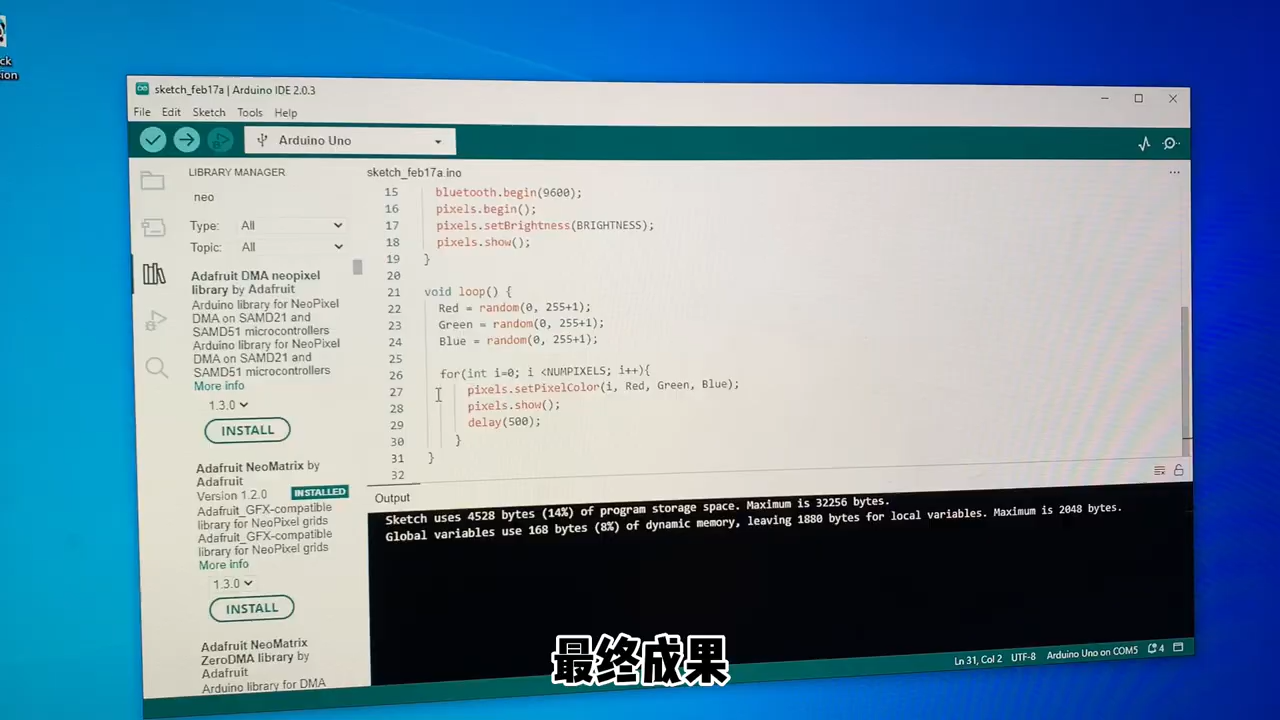 ck
sion
sketch_feb17a | Arduino IDE 2.0.3
File Edit Sketch Tools Help
Arduino Uno
LIBRARY MANAGER
neo
Type: All
Topic: All
Adafruit DMA neopixel
library by Adafruit
Arduino library for NeoPixel
DMA on SAMD21 and
SAMD51 microcontrollers
Arduino library for NeoPixel
DMA on SAMD21 and
SAMD51 microcontrollers
More info
1.3.0
INSTALL
Adafruit NeoMatrix by
Adafruit
Version 1.2.0 INSTALLED
Adafruit_GFX-compatible
library for NeoPixel grids
Adafruit_GFX-compatible
library for NeoPixel grids
More info
1.3.0
INSTALL
Adafruit NeoMatrix
ZeroDMA library by
Adafruit
Arduino library for DMA
sketch_feb17a.ino
15 bluetooth.begin(9600);
16 pixels.begin();
17 pixels.setBrightness(BRIGHTNESS);
18 pixels.show();
19 }
20
21 void loop() {
22 Red = random(0, 255+1);
23 Green = random(0, 255+1);
24 Blue = random(0, 255+1);
25
26 for(int i=0; i <NUMPIXELS; i++){
27 pixels.setPixelColor(i, Red, Green, Blue);
28 pixels.show();
29 delay(500);
30 }
31 }
32
Output
Sketch uses 4528 bytes (14%) of program storage space. Maximum is 32256 bytes.
Global variables use 168 bytes (8%) of dynamic memory, leaving 1880 bytes for local variables. Maximum is 2048 bytes.
最终成果
Ln 31, Col 2 UTF-8 Arduino Uno on COM5 4